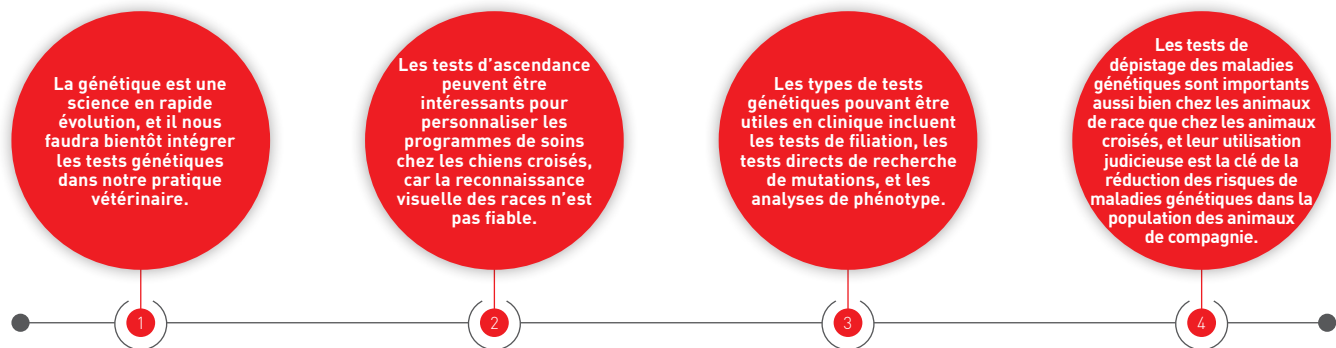 La génétique est une
science en rapide
évolution, et il nous
faudra bientôt intégrer
les tests génétiques
dans notre pratique
vétérinaire.
1
Les tests d’ascendance
peuvent être
intéressants pour
personnaliser les
programmes de soins
chez les chiens croisés,
car la reconnaissance
visuelle des races n’est
pas fiable.
2
Les types de tests
génétiques pouvant être
utiles en clinique incluent
les tests de filiation, les
tests directs de recherche
de mutations, et les
analyses de phénotype.
3
Les tests de
dépistage des maladies
génétiques sont importants
aussi bien chez les animaux
de race que chez les animaux
croisés, et leur utilisation
judicieuse est la clé de la
réduction des risques de
maladies génétiques dans la
population des animaux
de compagnie.
4